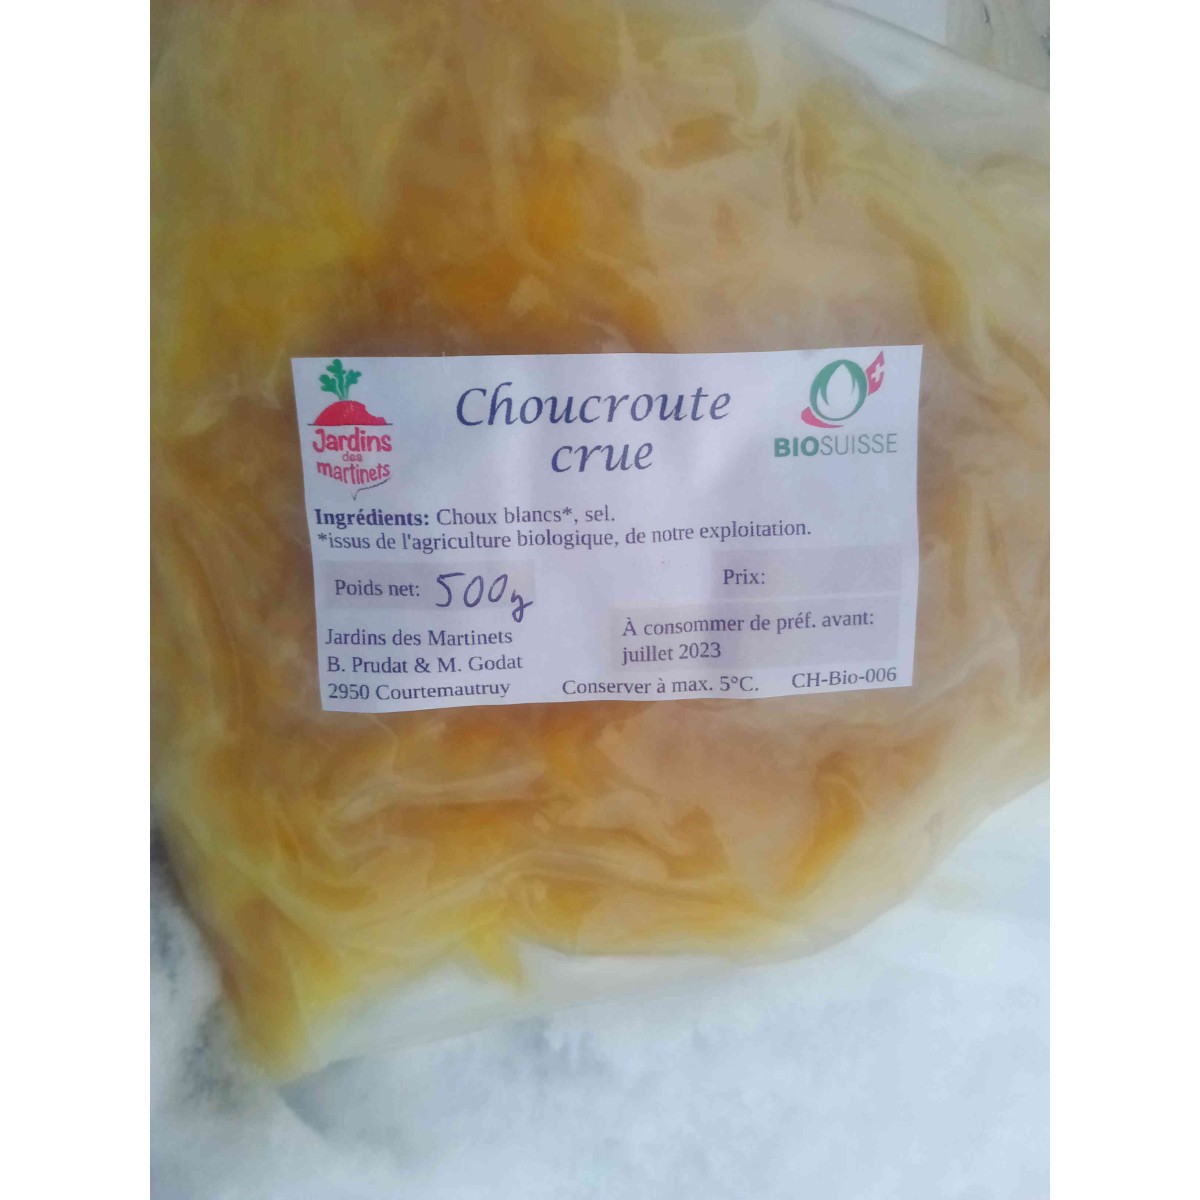 Jardins
des
martinets
Choucroute
crue
BIOSUISSE
Ingrédients: Choux blancs*, sel.
*issus de l'agriculture biologique, de notre exploitation.
Poids net: 500g
Prix:
Jardins des Martinets
B. Prudat & M. Godat
2950 Courtemautruy
À consommer de préf. avant:
juillet 2023
Conserver à max. 5°C.
CH-Bio-006